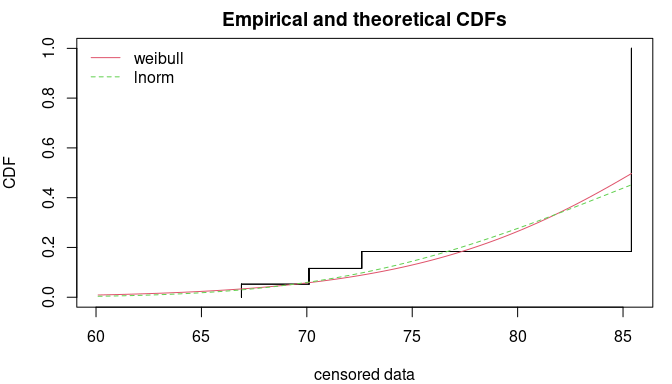 Empirical and theoretical CDFs
weibull
lnorm
CDF
0.0 0.2 0.4 0.6 0.8 1.0
60 65 70 75 80 85
censored data